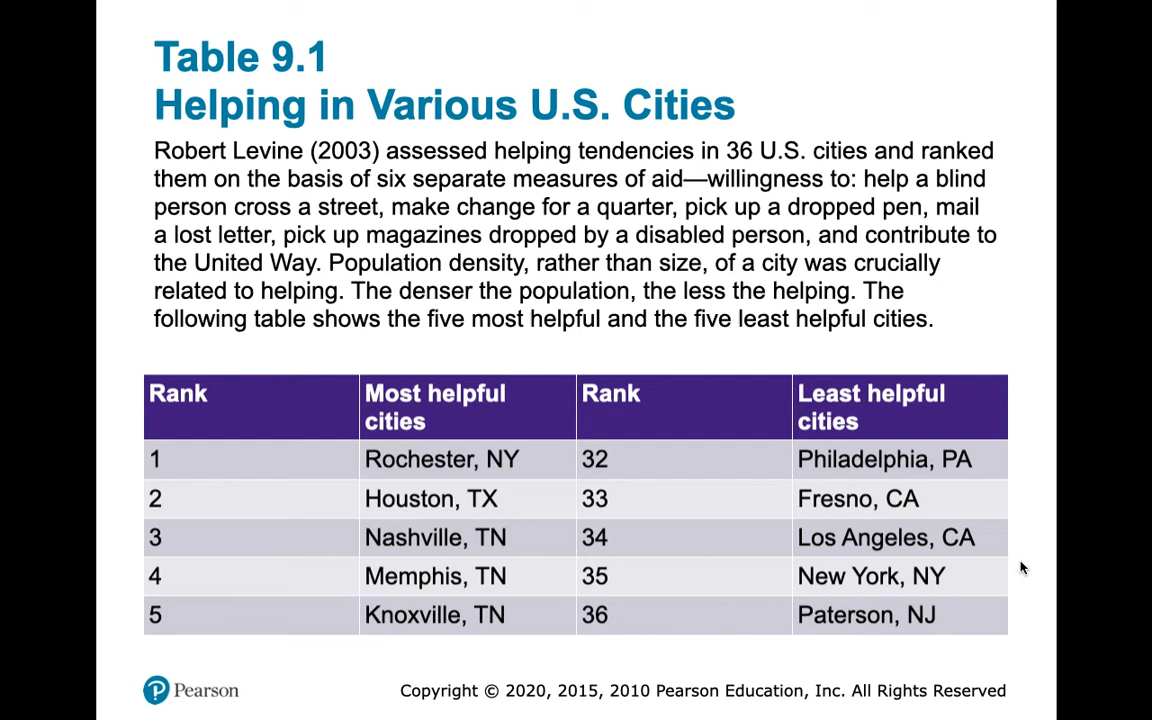 Table 9.1
Helping in Various U.S. Cities
Robert Levine (2003) assessed helping tendencies in 36 U.S. cities and ranked
them on the basis of six separate measures of aid—willingness to: help a blind
person cross a street, make change for a quarter, pick up a dropped pen, mail
a lost letter, pick up magazines dropped by a disabled person, and contribute to
the United Way. Population density, rather than size, of a city was crucially
related to helping. The denser the population, the less the helping. The
following table shows the five most helpful and the five least helpful cities.
Rank Most helpful cities Rank Least helpful cities
1 Rochester, NY 32 Philadelphia, PA
2 Houston, TX 33 Fresno, CA
3 Nashville, TN 34 Los Angeles, CA
4 Memphis, TN 35 New York, NY
5 Knoxville, TN 36 Paterson, NJ
P Pearson Copyright © 2020, 2015, 2010 Pearson Education, Inc. All Rights Reserved